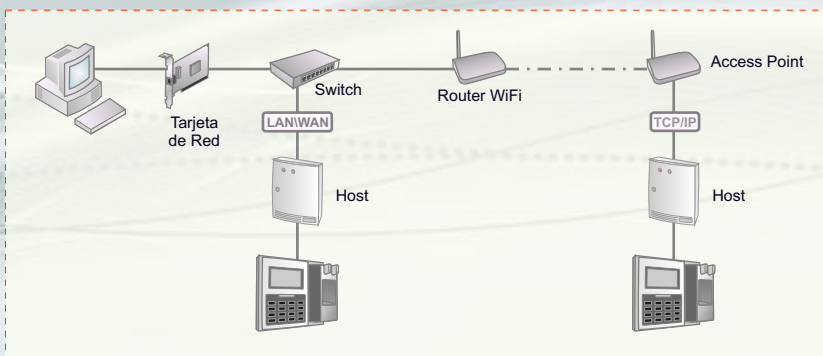 Access Point
Switch
Router WiFi
Tarjeta
de Red
LAN\WAN
TCP/IP
Host
Host